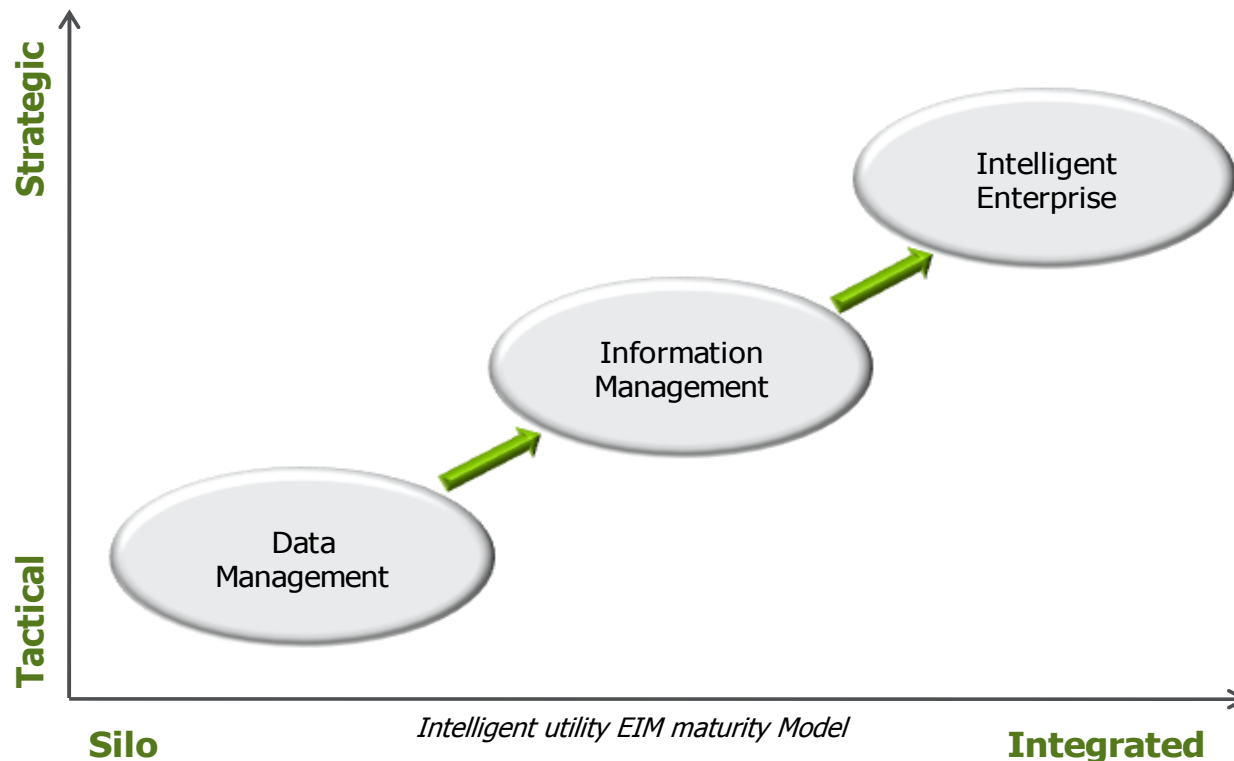 Strategic
Intelligent
Enterprise
Information
Management
Data
Management
Tactical
Silo
Intelligent utility EIM maturity Model
Integrated